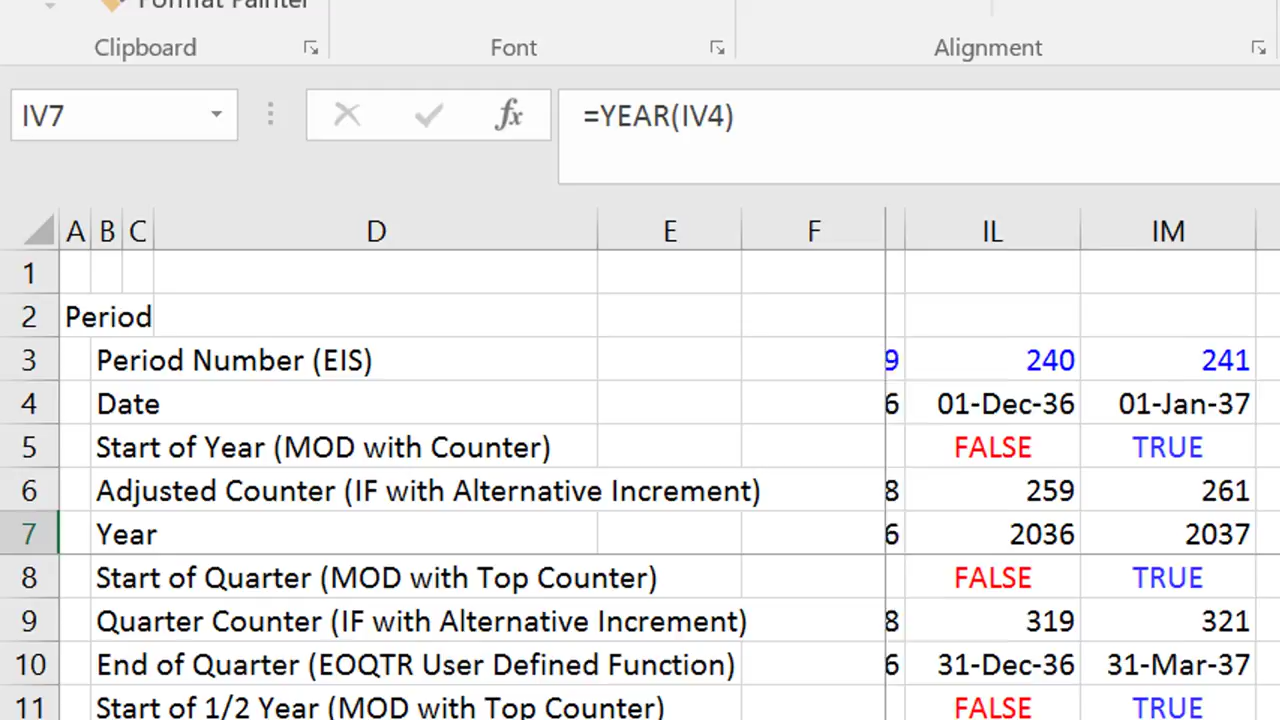 Format Painter
Clipboard Font Alignment
IV7 fx =YEAR(IV4)
A B C D E F IL IM
1
2 Period
3 Period Number (EIS) 9 240 241
4 Date 6 01-Dec-36 01-Jan-37
5 Start of Year (MOD with Counter) FALSE TRUE
6 Adjusted Counter (IF with Alternative Increment) 8 259 261
7 Year 6 2036 2037
8 Start of Quarter (MOD with Top Counter) FALSE TRUE
9 Quarter Counter (IF with Alternative Increment) 8 319 321
10 End of Quarter (EOQTR User Defined Function) 6 31-Dec-36 31-Mar-37
11 Start of 1/2 Year (MOD with Top Counter) FALSE TRUE